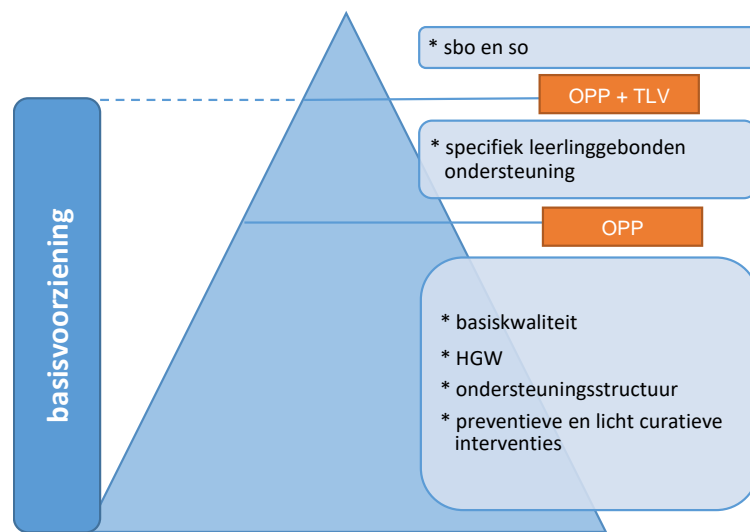 * sbo en so
OPP + TLV
* specifiek leerlinggebonden
ondersteuning
OPP
basisvoorziening
* basiskwaliteit
* HGW
* ondersteuningsstructuur
* preventieve en licht curatieve
interventies